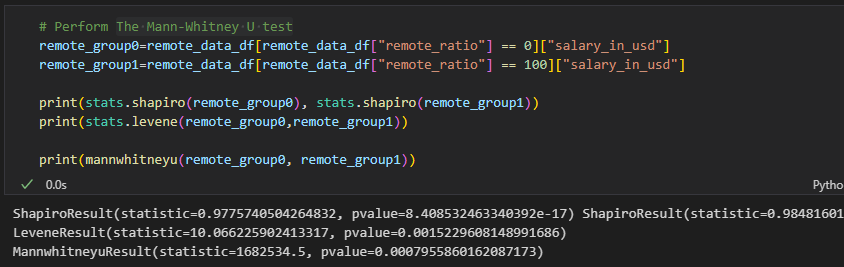 # Perform The Mann-Whitney U test
remote_group0=remote_data_df[remote_data_df["remote_ratio"] == 0]["salary_in_usd"]
remote_group1=remote_data_df[remote_data_df["remote_ratio"] == 100]["salary_in_usd"]
print(stats.shapiro(remote_group0), stats.shapiro(remote_group1))
print(stats.levene(remote_group0,remote_group1))
print(mannwhitneyu(remote_group0, remote_group1))
✓ 0.0s
Pytho
ShapiroResult(statistic=0.9775740504264832, pvalue=8.408532463340392e-17) ShapiroResult(statistic=0.98481601
LeveneResult(statistic=10.066225902413317, pvalue=0.0015229608148991686)
MannwhitneyuResult(statistic=1682534.5, pvalue=0.0007955860162087173)